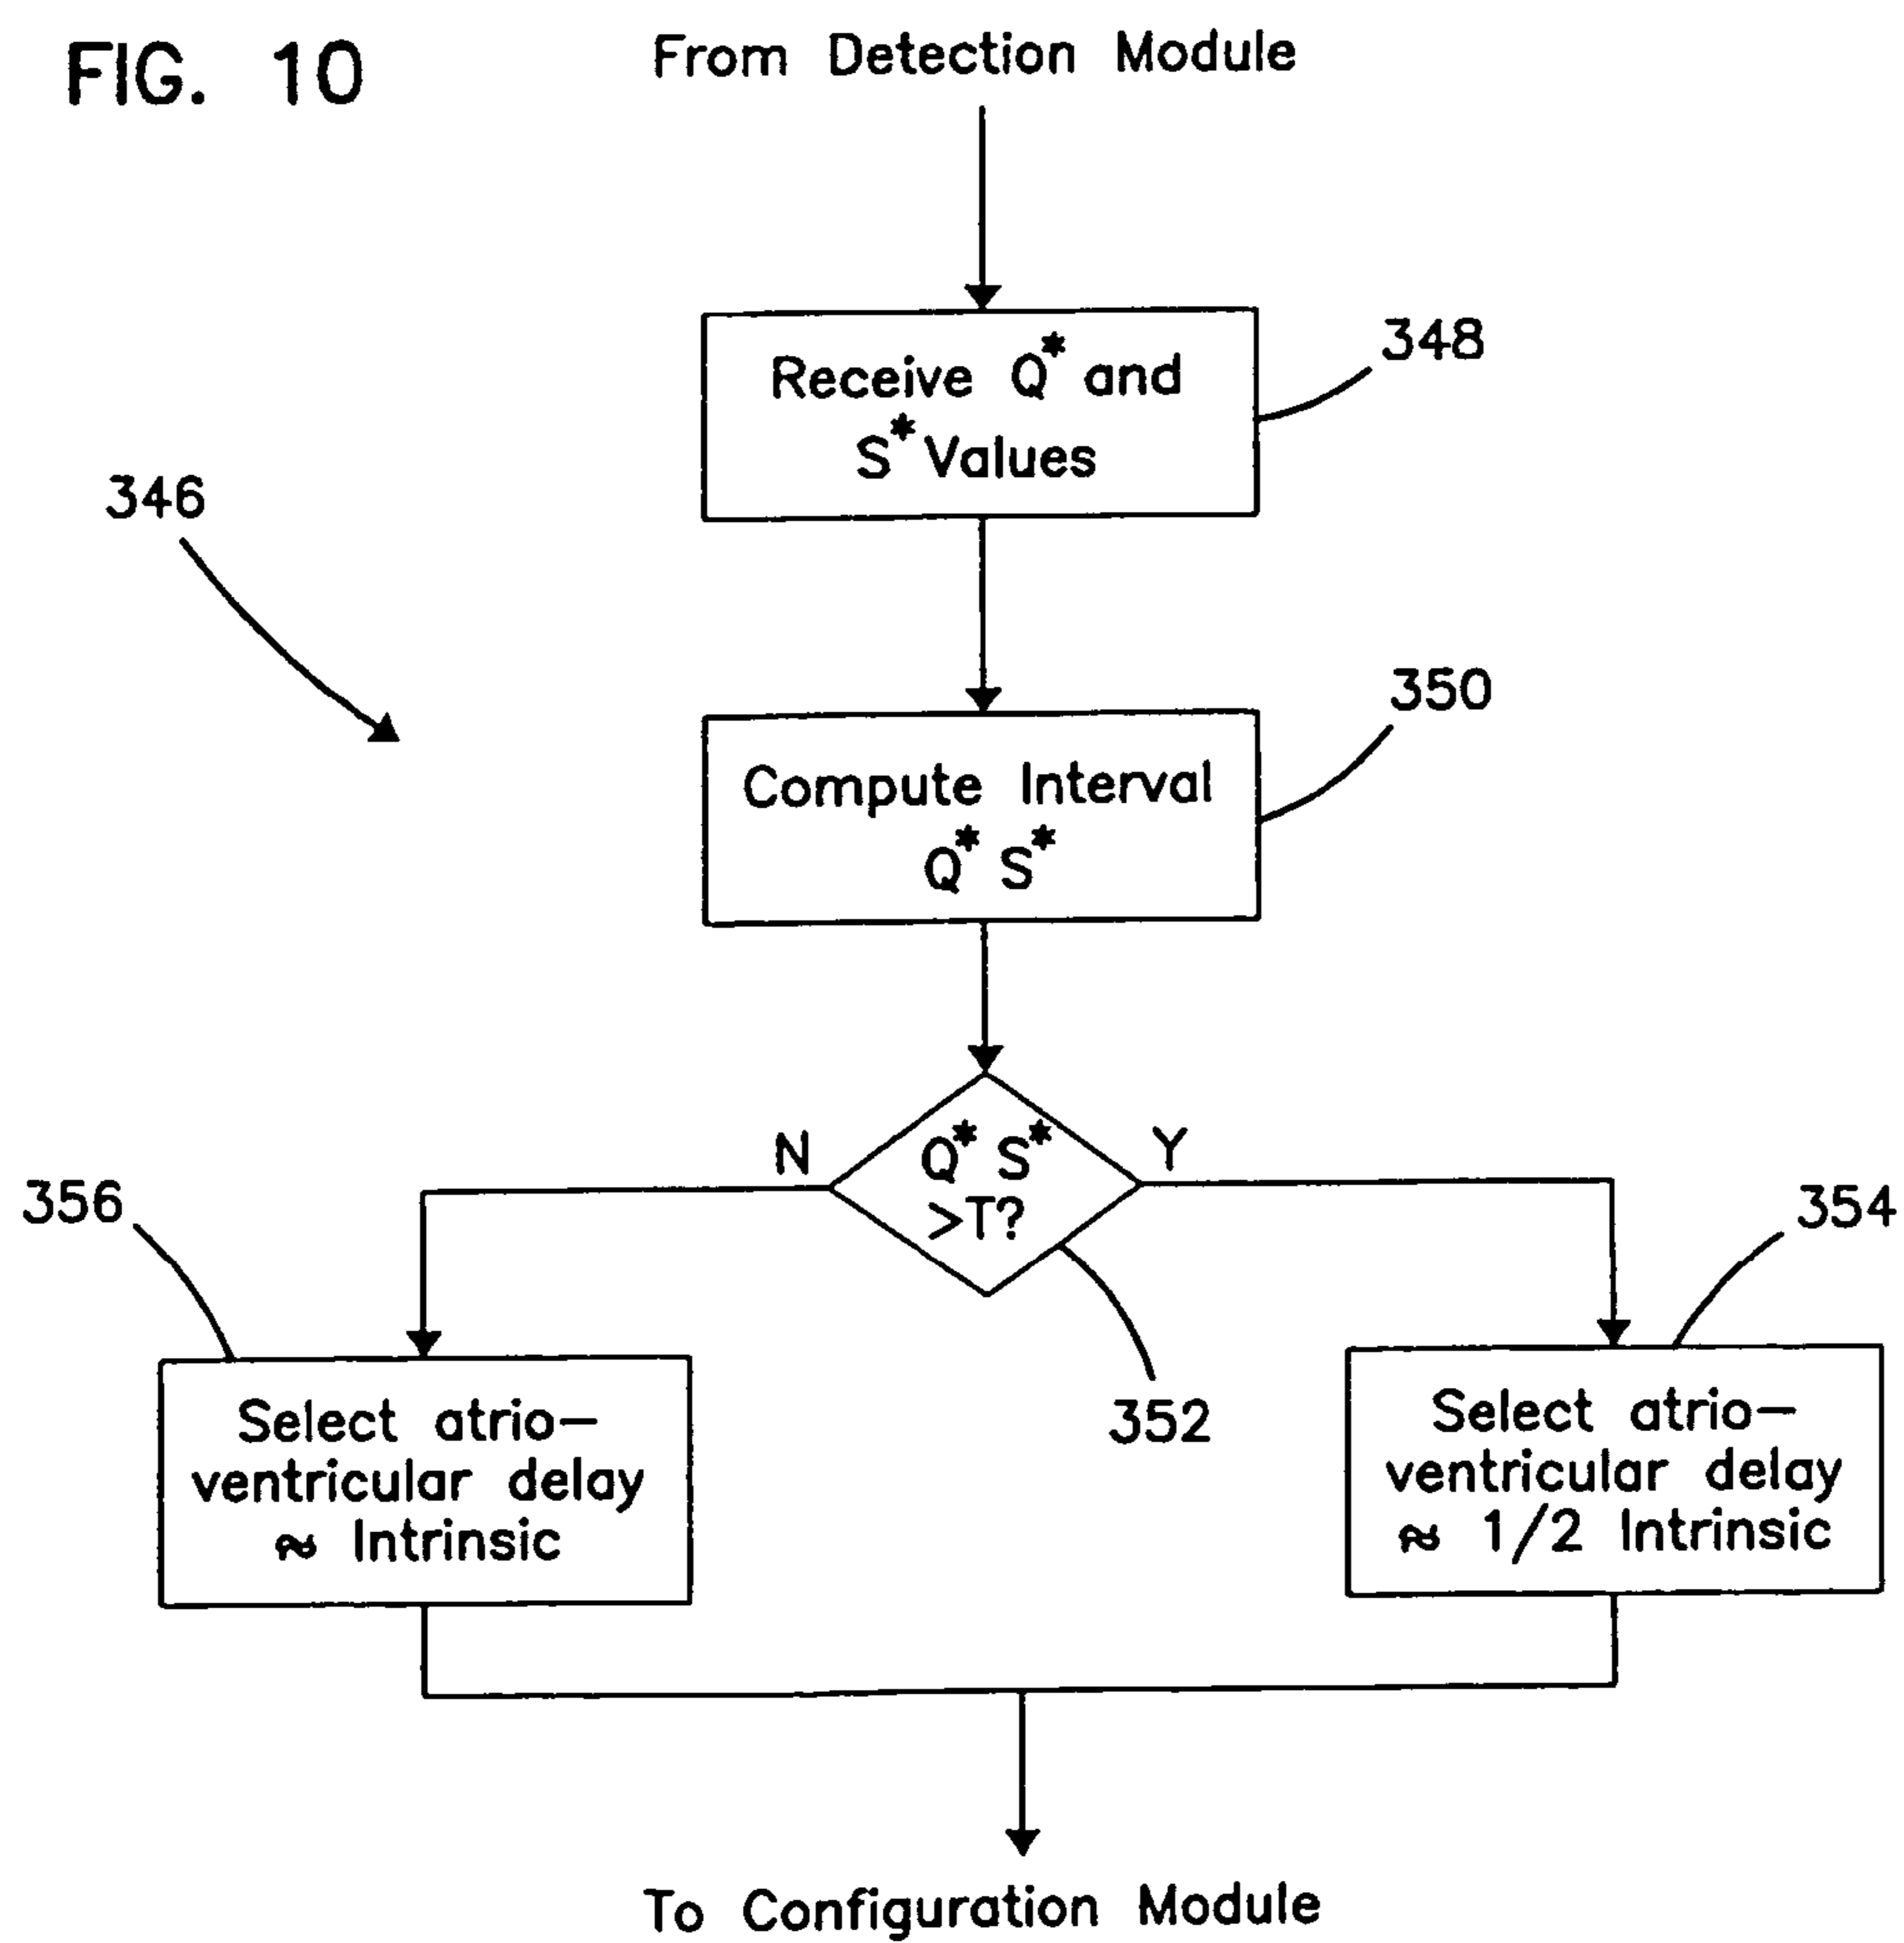 FIG. 10
From Detection Module
Receive Q* and
S* Values
348
346
350
Compute Interval
Q* S*
N
Q* S*
>T?
Y
356
354
352
Select atrio-
ventricular delay
≈ Intrinsic
Select atrio-
ventricular delay
≈ 1/2 Intrinsic
To Configuration Module